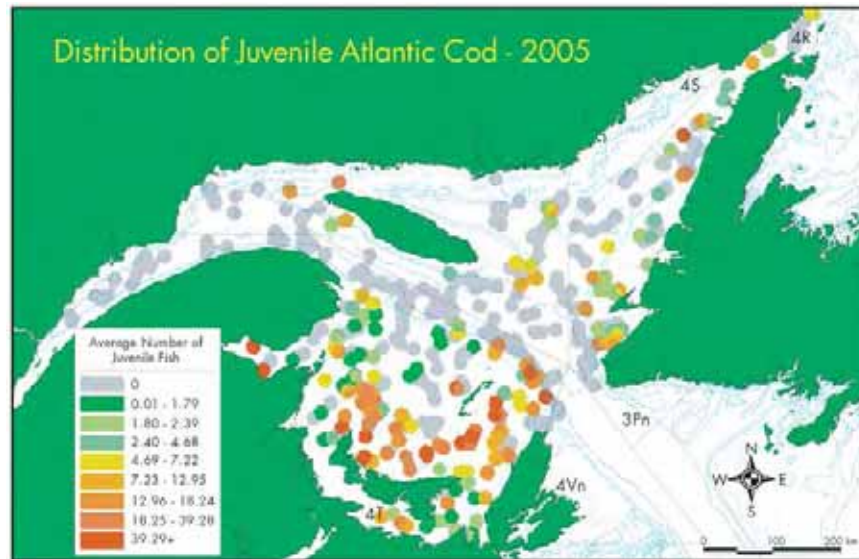 Distribution of Juvenile Atlantic Cod - 2005
4R
4S
Average Number of
Juvenile Fish
0
0.01 - 1.79
1.80 - 2.39
2.40 - 4.68
4.69 - 7.22
7.23 - 12.95
12.96 - 18.24
18.25 - 39.28
39.29+
3Pn
4Vn
4T
N
W E
S
0 100 200 km